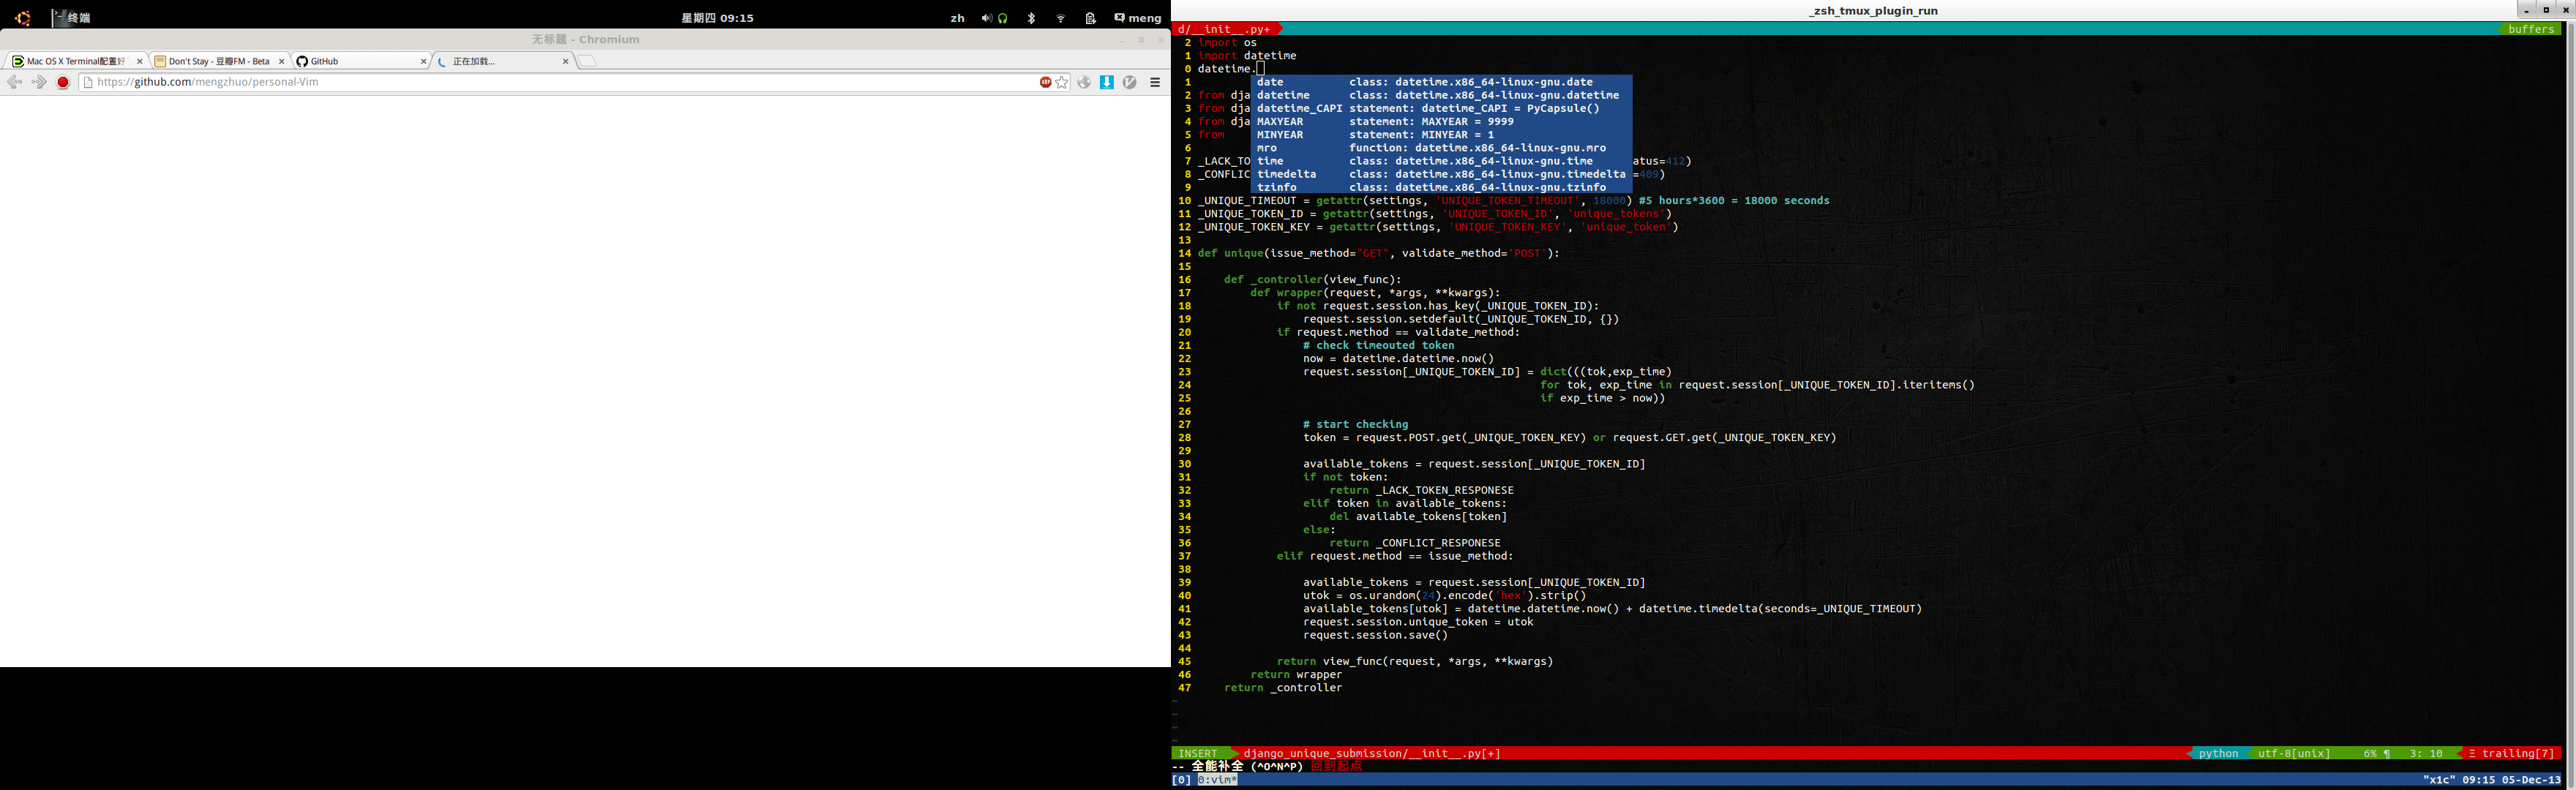 终端
星期四 09:15
zh
meng
无标题 - Chromium
Mac OS X Terminal配置好
Don't Stay - 豆瓣FM - Beta
GitHub
正在加载...
https://github.com/mengzhuo/personal-Vim
_zsh_tmux_plugin_run
d/__init__.py+
buffers
2 import os
1 import datetime
0 datetime.
1 date class: datetime.x86_64-linux-gnu.date
2 from dja datetime class: datetime.x86_64-linux-gnu.datetime
3 from dja datetime_CAPI statement: datetime_CAPI = PyCapsule()
4 from dja MAXYEAR statement: MAXYEAR = 9999
5 from MINYEAR statement: MINYEAR = 1
6 mro function: datetime.x86_64-linux-gnu.mro
7 _LACK_TO time class: datetime.x86_64-linux-gnu.time atus=412)
8 _CONFLIC timedelta class: datetime.x86_64-linux-gnu.timedelta =409)
9 tzinfo class: datetime.x86_64-linux-gnu.tzinfo
10 _UNIQUE_TIMEOUT = getattr(settings, 'UNIQUE_TOKEN_TIMEOUT', 18000) #5 hours*3600 = 18000 seconds
11 _UNIQUE_TOKEN_ID = getattr(settings, 'UNIQUE_TOKEN_ID', 'unique_tokens')
12 _UNIQUE_TOKEN_KEY = getattr(settings, 'UNIQUE_TOKEN_KEY', 'unique_token')
13
14 def unique(issue_method="GET", validate_method='POST'):
15
16 def _controller(view_func):
17 def wrapper(request, *args, **kwargs):
18 if not request.session.has_key(_UNIQUE_TOKEN_ID):
19 request.session.setdefault(_UNIQUE_TOKEN_ID, {})
20 if request.method == validate_method:
21 # check timeouted token
22 now = datetime.datetime.now()
23 request.session[_UNIQUE_TOKEN_ID] = dict(((tok,exp_time)
24 for tok, exp_time in request.session[_UNIQUE_TOKEN_ID].iteritems()
25 if exp_time > now))
26
27 # start checking
28 token = request.POST.get(_UNIQUE_TOKEN_KEY) or request.GET.get(_UNIQUE_TOKEN_KEY)
29
30 available_tokens = request.session[_UNIQUE_TOKEN_ID]
31 if not token:
32 return _LACK_TOKEN_RESPONESE
33 elif token in available_tokens:
34 del available_tokens[token]
35 else:
36 return _CONFLICT_RESPONESE
37 elif request.method == issue_method:
38
39 available_tokens = request.session[_UNIQUE_TOKEN_ID]
40 utok = os.urandom(24).encode('hex').strip()
41 available_tokens[utok] = datetime.datetime.now() + datetime.timedelta(seconds=_UNIQUE_TIMEOUT)
42 request.session.unique_token = utok
43 request.session.save()
44
45 return view_func(request, *args, **kwargs)
46 return wrapper
47 return _controller
~
~
~
~
INSERT django_unique_submission/__init__.py[+] python utf-8[unix] 6% ¶ 3: 10 Ξ trailing[7]
-- 全能补全 (^O^N^P) 回到起点
[0] 0:vim* "x1c" 09:15 05-Dec-13